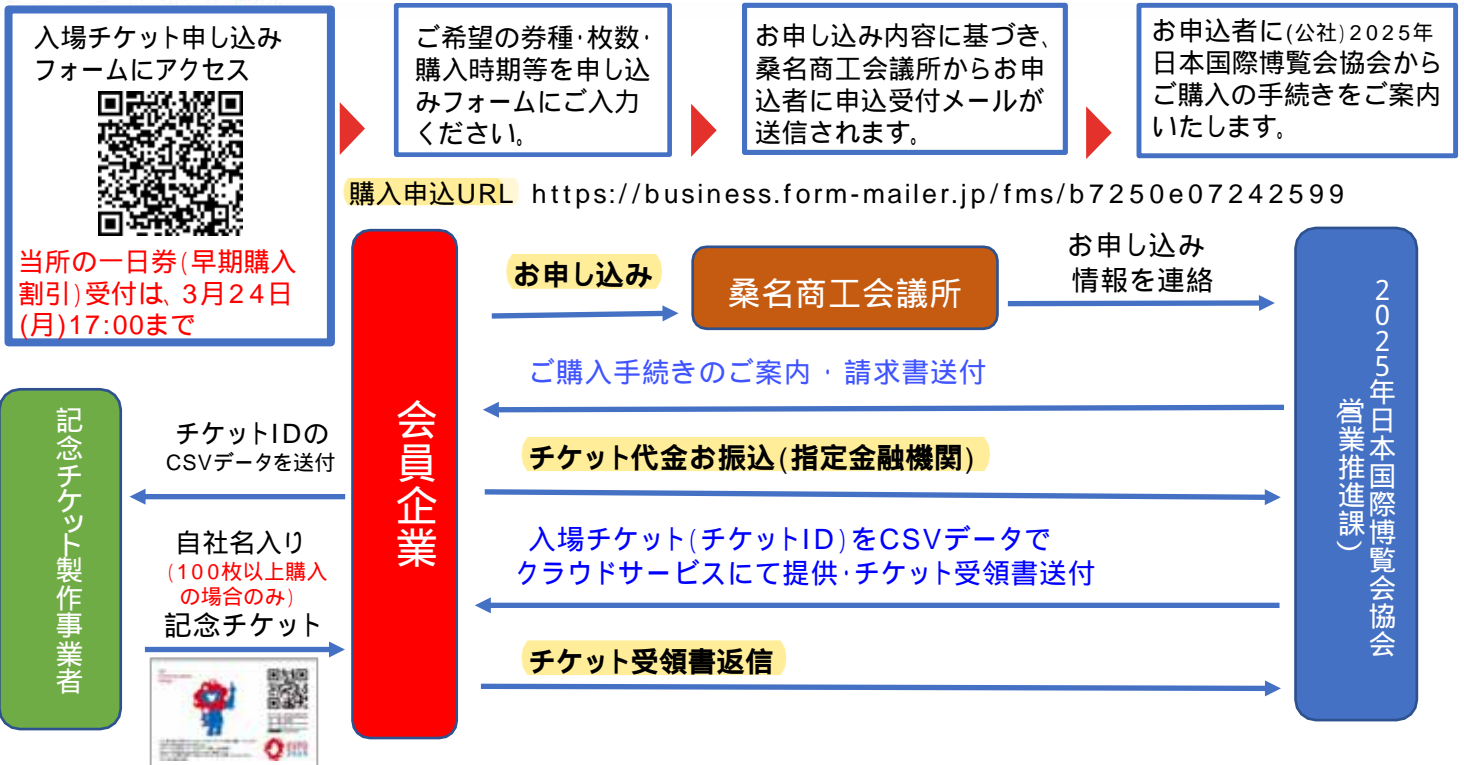 入場チケット申し込み
フォームにアクセス
当所の一日券(早期購入
割引)受付は、3月24日
(月)17:00まで
ご希望の券種・枚数・
購入時期等を申し込
みフォームにご入力
ください。
お申し込み内容に基づき、
桑名商工会議所からお申
込者に申込受付メールが
送信されます。
お申込者に(公社)2025年
日本国際博覧会協会から
ご購入の手続きをご案内
いたします。
購入申込URL https://business.form-mailer.jp/fms/b7250e07242599
会員企業
お申し込み
桑名商工会議所
お申し込み
情報を連絡
2025年日本国際博覧会協会
営業推進課)
ご購入手続きのご案内・請求書送付
チケット代金お振込(指定金融機関)
入場チケット(チケットID)をCSVデータで
クラウドサービスにて提供・チケット受領書送付
チケット受領書返信
記念チケット製作事業者
チケットIDの
CSVデータを送付
自社名入り
(100枚以上購入
の場合のみ)
記念チケット